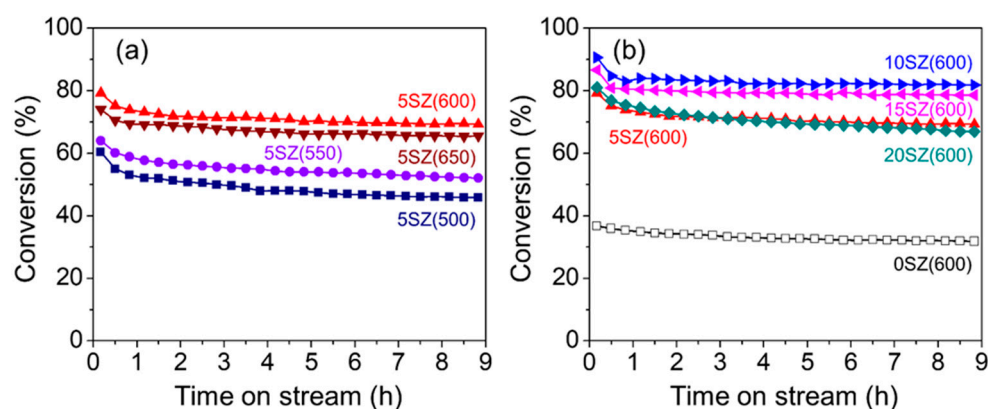 (a)
Conversion (%)
100
80
60
40
20
0
5SZ(600)
5SZ(650)
5SZ(550)
5SZ(500)
0 1 2 3 4 5 6 7 8 9
Time on stream (h)
(b)
Conversion (%)
100
80
60
40
20
0
10SZ(600)
15SZ(600)
5SZ(600)
20SZ(600)
0SZ(600)
0 1 2 3 4 5 6 7 8 9
Time on stream (h)